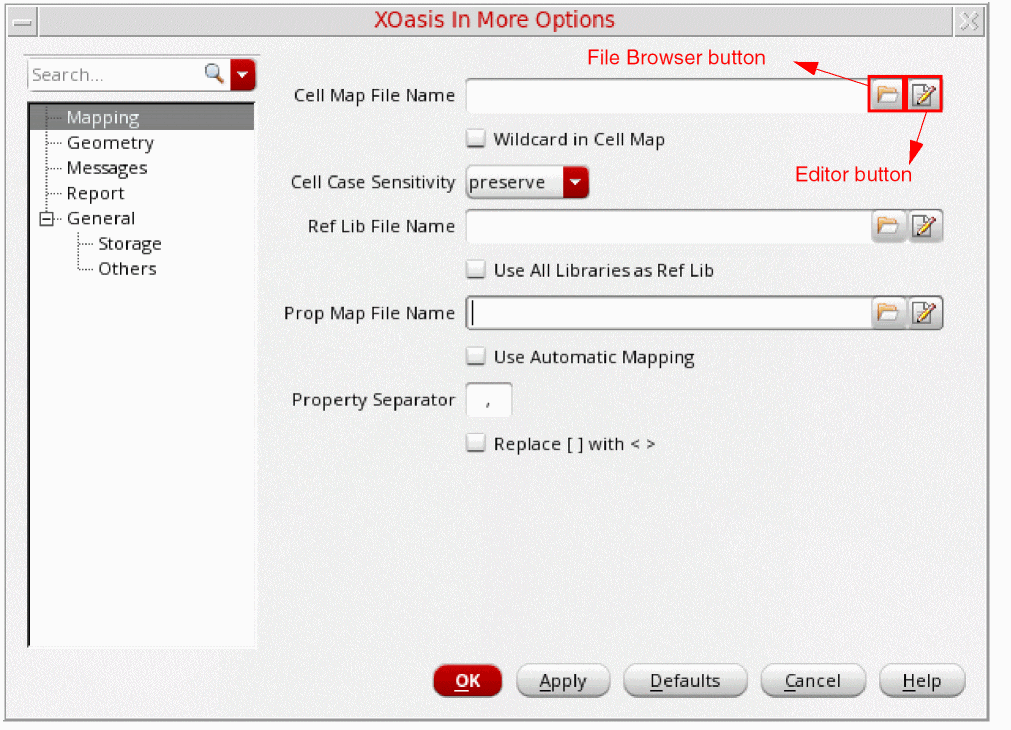 XOasis In More Options
Search...
Mapping
Geometry
Messages
Report
General
Storage
Others
File Browser button
Cell Map File Name
Wildcard in Cell Map
Editor button
Cell Case Sensitivity preserve
Ref Lib File Name
Use All Libraries as Ref Lib
Prop Map File Name
Use Automatic Mapping
Property Separator ,
Replace [ ] with < >
OK Apply Defaults Cancel Help